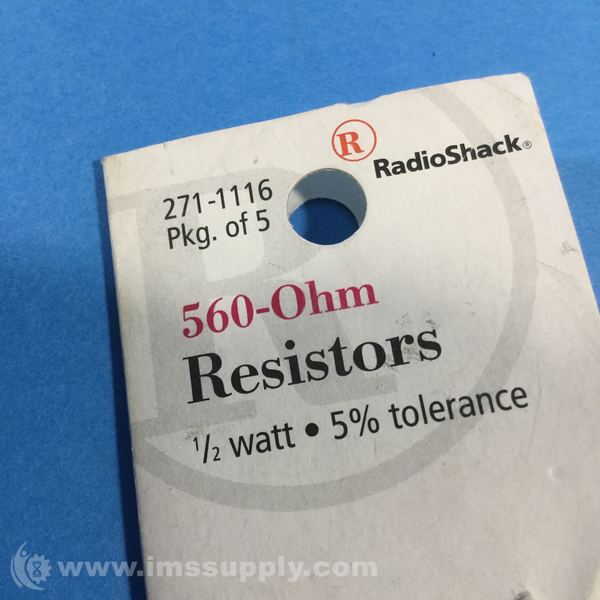 R
RadioShack®
271-1116
Pkg. of 5
560-Ohm
Resistors
1/2 watt • 5% tolerance
www.imssupply.com